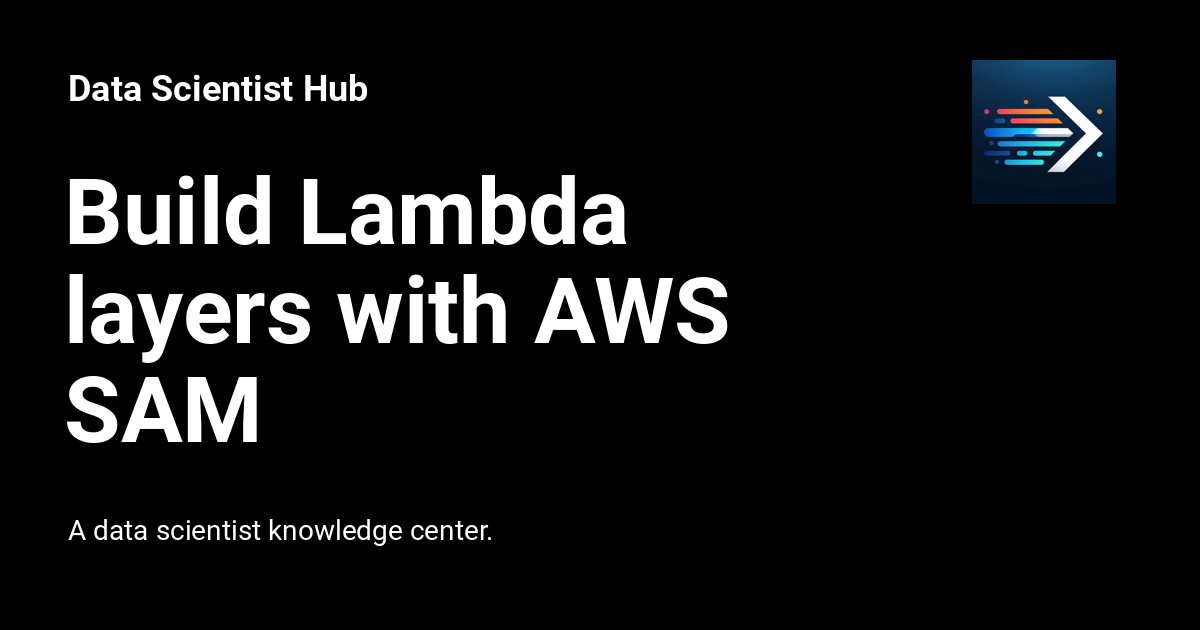 Data Scientist Hub
Build Lambda
layers with AWS
SAM
A data scientist knowledge center.